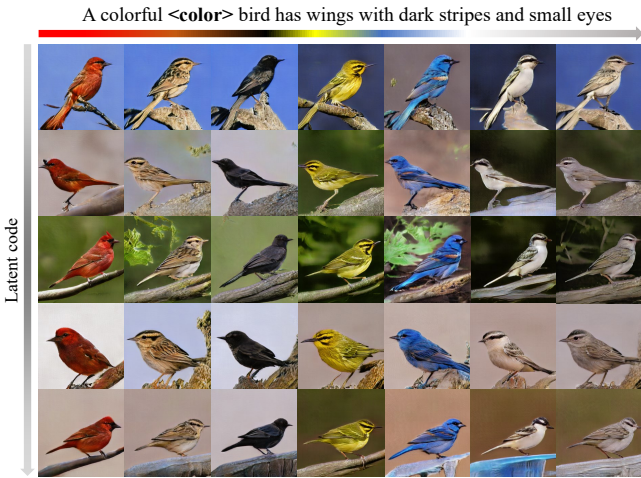 A colorful <color> bird has wings with dark stripes and small eyes
Latent code